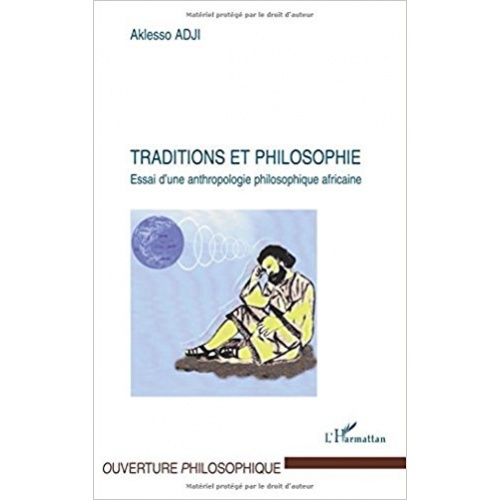 Matériel protégé par le droit d'auteur
Aklesso ADJI
TRADITIONS ET PHILOSOPHIE
Essai d'une anthropologie philosophique africaine
L'Harmattan
OUVERTURE PHILOSOPHIQUE
Matériel protégé par le droit d'auteur